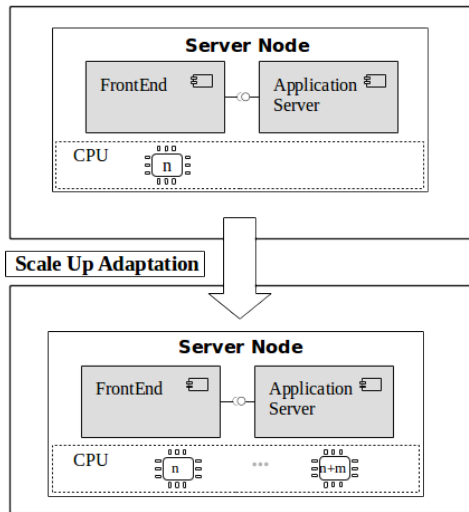 Server Node
FrontEnd
Application
Server
CPU
n
Scale Up Adaptation
Server Node
FrontEnd
Application
Server
CPU
n
...
n+m